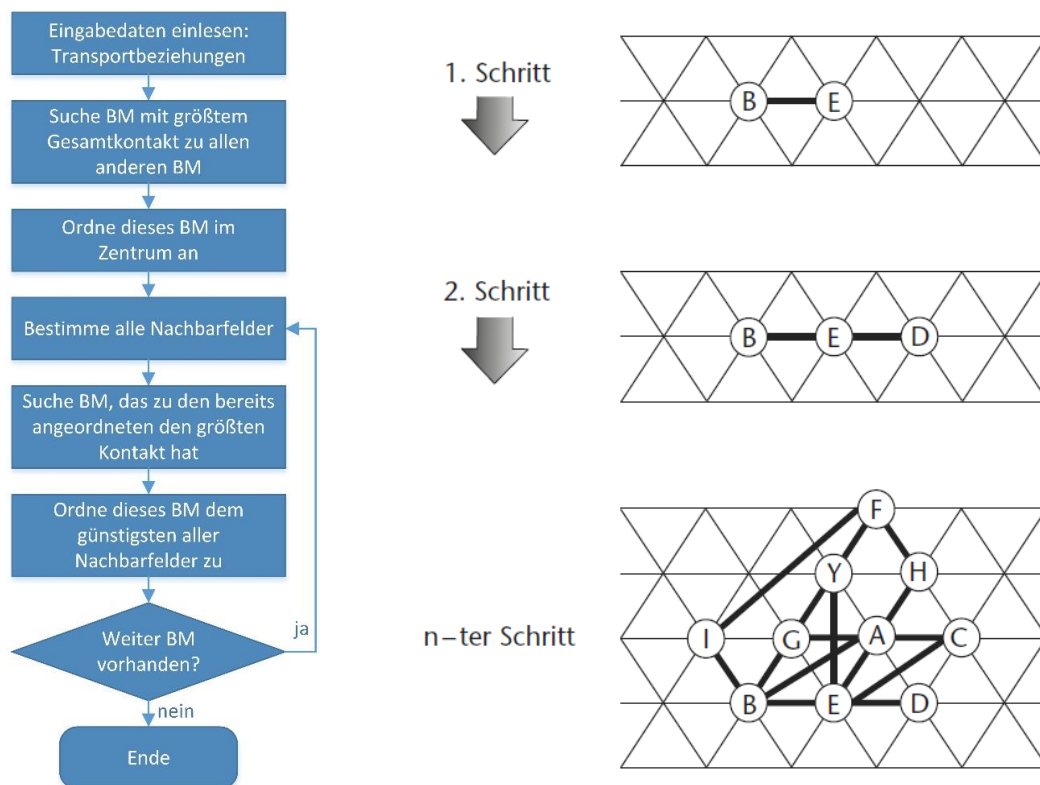 Eingabedaten einlesen:
Transportbeziehungen
Suche BM mit größtem
Gesamtkontakt zu allen
anderen BM
Ordne dieses BM im
Zentrum an
Bestimme alle Nachbarfelder
Suche BM, das zu den bereits
angeordneten den größten
Kontakt hat
Ordne dieses BM dem
günstigsten aller
Nachbarfelder zu
Weiter BM
vorhanden?
ja
nein
Ende
1. Schritt
B E
2. Schritt
B E D
n-ter Schritt
F
Y H
I G A C
B E D